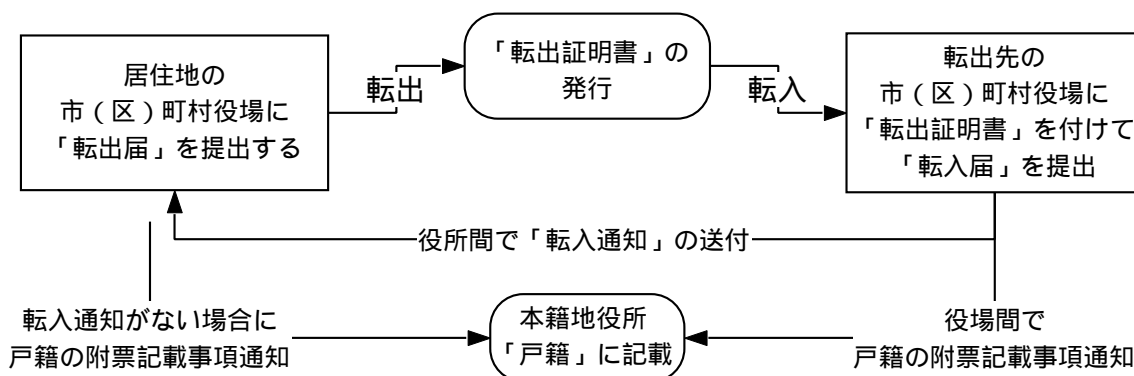 居住地の
市（区）町村役場に
「転出届」を提出する
転出
「転出証明書」の
発行
転入
転出先の
市（区）町村役場に
「転出証明書」を付けて
「転入届」を提出
役所間で「転入通知」の送付
転入通知がない場合に
戸籍の附票記載事項通知
本籍地役所
「戸籍」に記載
役場間で
戸籍の附票記載事項通知